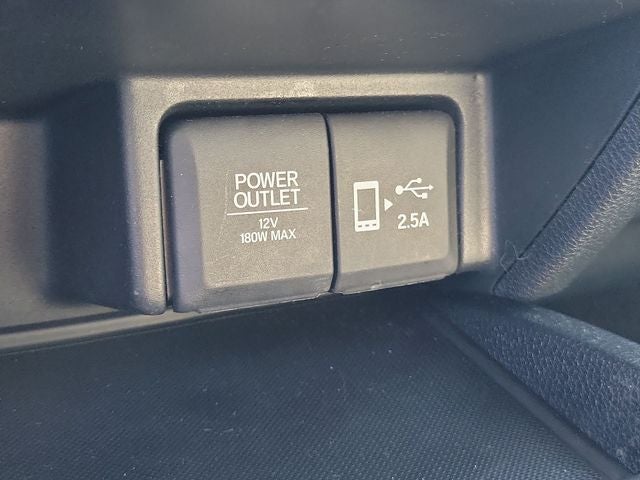 POWER
OUTLET
12V
180W MAX
2.5A